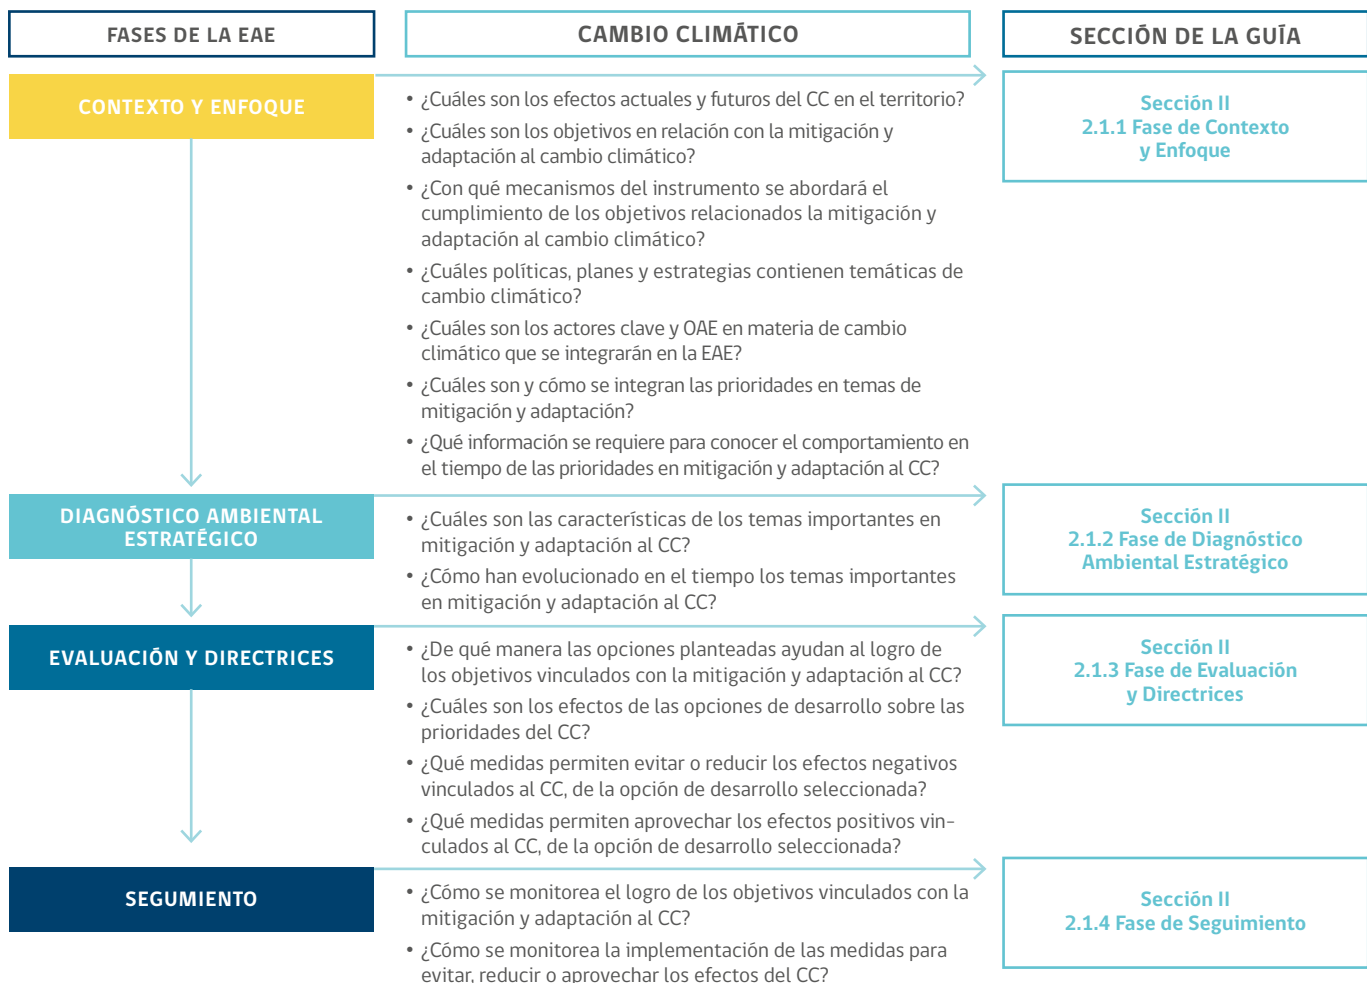 FASES DE LA EAE
CAMBIO CLIMÁTICO
SECCIÓN DE LA GUÍA
CONTEXTO Y ENFOQUE
• ¿Cuáles son los efectos actuales y futuros del CC en el territorio?
• ¿Cuáles son los objetivos en relación con la mitigación y
adaptación al cambio climático?
• ¿Con qué mecanismos del instrumento se abordará el
cumplimiento de los objetivos relacionados la mitigación y
adaptación al cambio climático?
• ¿Cuáles políticas, planes y estrategias contienen temáticas de
cambio climático?
• ¿Cuáles son los actores clave y OAE en materia de cambio
climático que se integrarán en la EAE?
• ¿Cuáles son y cómo se integran las prioridades en temas de
mitigación y adaptación?
• ¿Qué información se requiere para conocer el comportamiento en
el tiempo de las prioridades en mitigación y adaptación al CC?
Sección II
2.1.1 Fase de Contexto
y Enfoque
DIAGNÓSTICO AMBIENTAL
ESTRATÉGICO
• ¿Cuáles son las características de los temas importantes en
mitigación y adaptación al CC?
• ¿Cómo han evolucionado en el tiempo los temas importantes
en mitigación y adaptación al CC?
Sección II
2.1.2 Fase de Diagnóstico
Ambiental Estratégico
EVALUACIÓN Y DIRECTRICES
• ¿De qué manera las opciones planteadas ayudan al logro de
los objetivos vinculados con la mitigación y adaptación al CC?
• ¿Cuáles son los efectos de las opciones de desarrollo sobre las
prioridades del CC?
• ¿Qué medidas permiten evitar o reducir los efectos negativos
vinculados al CC, de la opción de desarrollo seleccionada?
• ¿Qué medidas permiten aprovechar los efectos positivos vin-
culados al CC, de la opción de desarrollo seleccionada?
Sección II
2.1.3 Fase de Evaluación
y Directrices
SEGUMIENTO
• ¿Cómo se monitorea el logro de los objetivos vinculados con la
mitigación y adaptación al CC?
• ¿Cómo se monitorea la implementación de las medidas para
evitar, reducir o aprovechar los efectos del CC?
Sección II
2.1.4 Fase de Seguimiento